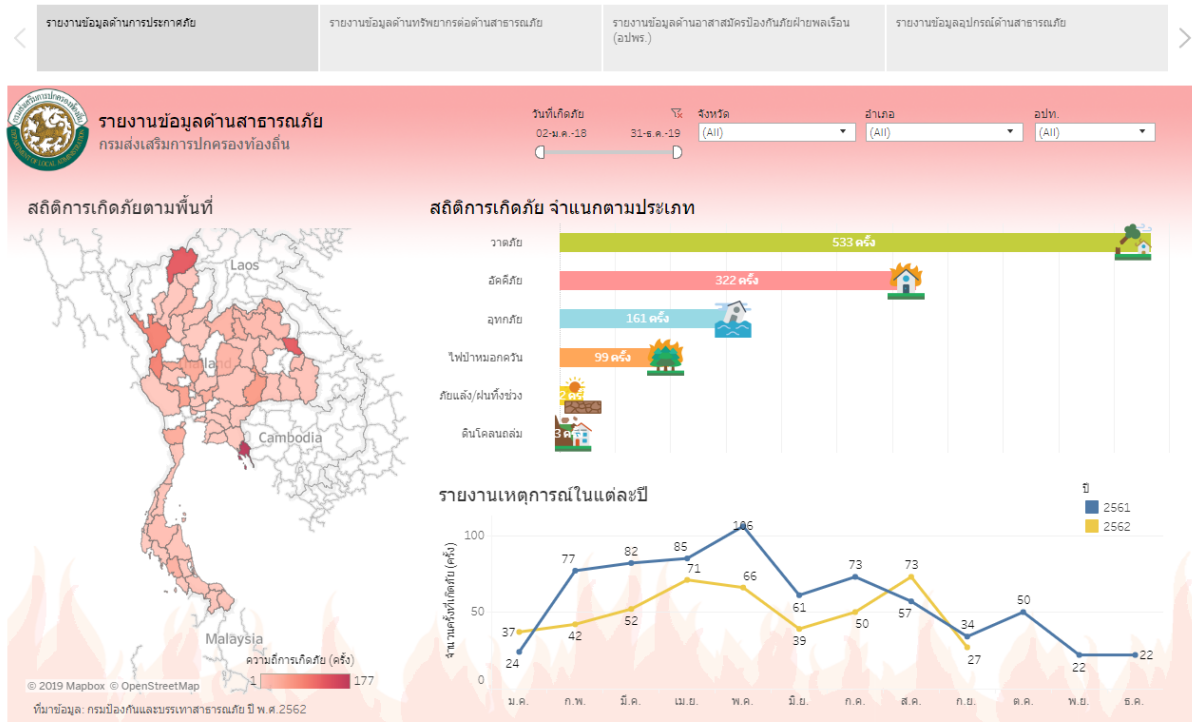 รายงานข้อมูลด้านการประกาศภัย
รายงานข้อมูลด้านทรัพยากรต่อด้านสาธารณภัย
รายงานข้อมูลด้านอาสาสมัครป้องกันภัยฝ่ายพลเรือน
(อปพร.)
รายงานข้อมูลอุปกรณ์ด้านสาธารณภัย
รายงานข้อมูลด้านสาธารณภัย
กรมส่งเสริมการปกครองท้องถิ่น
วันที่เกิดภัย
02-ม.ค.-18 31-ธ.ค.-19
จังหวัด
(All)
อำเภอ
(All)
อปท.
(All)
สถิติการเกิดภัยตามพื้นที่
Laos
Thailand
Cambodia
Malaysia
ความถี่การเกิดภัย (ครั้ง)
1 177
© 2019 Mapbox © OpenStreetMap
ที่มาข้อมูล: กรมป้องกันและบรรเทาสาธารณภัย ปี พ.ศ.2562
สถิติการเกิดภัย จำแนกตามประเภท
วาตภัย 533 ครั้ง
อัคคีภัย 322 ครั้ง
อุทกภัย 161 ครั้ง
ไฟป่าหมอกควัน 99 ครั้ง
ภัยแล้ง/ฝนทิ้งช่วง
ดินโคลนถล่ม
รายงานเหตุการณ์ในแต่ละปี
ปี
2561
2562
จำนวนครั้งที่เกิดภัย (ครั้ง)
100
50
0
24 77 82 85 106 61 73 57 34 50 22 22
37 42 52 71 66 39 50 73 27
ม.ค. ก.พ. มี.ค. เม.ย. พ.ค. มิ.ย. ก.ค. ส.ค. ก.ย. ต.ค. พ.ย. ธ.ค.